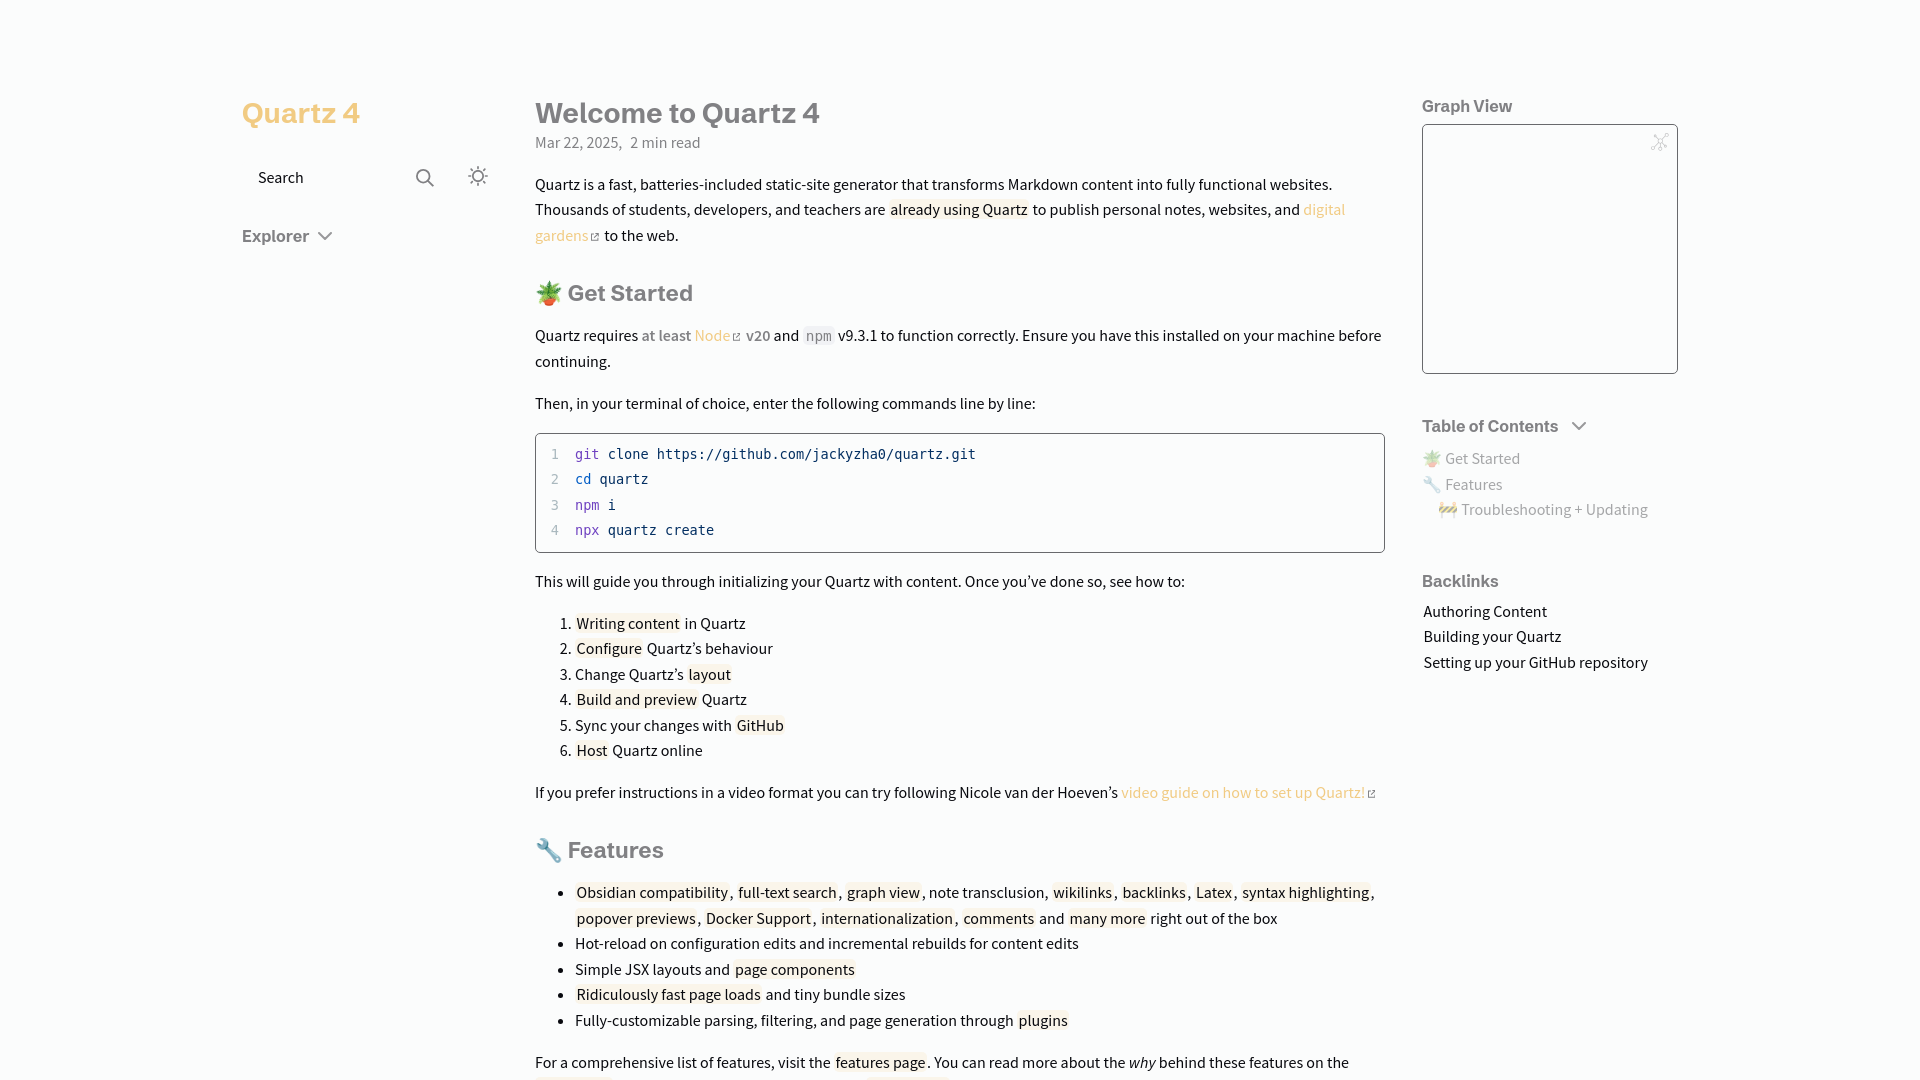 Quartz 4
Search
Explorer
Welcome to Quartz 4
Mar 22, 2025, 2 min read
Quartz is a fast, batteries-included static-site generator that transforms Markdown content into fully functional websites.
Thousands of students, developers, and teachers are already using Quartz to publish personal notes, websites, and digital
gardens to the web.
🪴 Get Started
Quartz requires at least Node v20 and npm v9.3.1 to function correctly. Ensure you have this installed on your machine before
continuing.
Then, in your terminal of choice, enter the following commands line by line:
1 git clone https://github.com/jackyzha0/quartz.git
2 cd quartz
3 npm i
4 npx quartz create
This will guide you through initializing your Quartz with content. Once you’ve done so, see how to:
1. Writing content in Quartz
2. Configure Quartz’s behaviour
3. Change Quartz’s layout
4. Build and preview Quartz
5. Sync your changes with GitHub
6. Host Quartz online
If you prefer instructions in a video format you can try following Nicole van der Hoeven’s video guide on how to set up Quartz!
🔧 Features
• Obsidian compatibility, full-text search, graph view, note transclusion, wikilinks, backlinks, Latex, syntax highlighting,
popover previews, Docker Support, internationalization, comments and many more right out of the box
• Hot-reload on configuration edits and incremental rebuilds for content edits
• Simple JSX layouts and page components
• Ridiculously fast page loads and tiny bundle sizes
• Fully-customizable parsing, filtering, and page generation through plugins
For a comprehensive list of features, visit the features page. You can read more about the why behind these features on the
Graph View
Table of Contents
🪴 Get Started
🔧 Features
🚧 Troubleshooting + Updating
Backlinks
Authoring Content
Building your Quartz
Setting up your GitHub repository